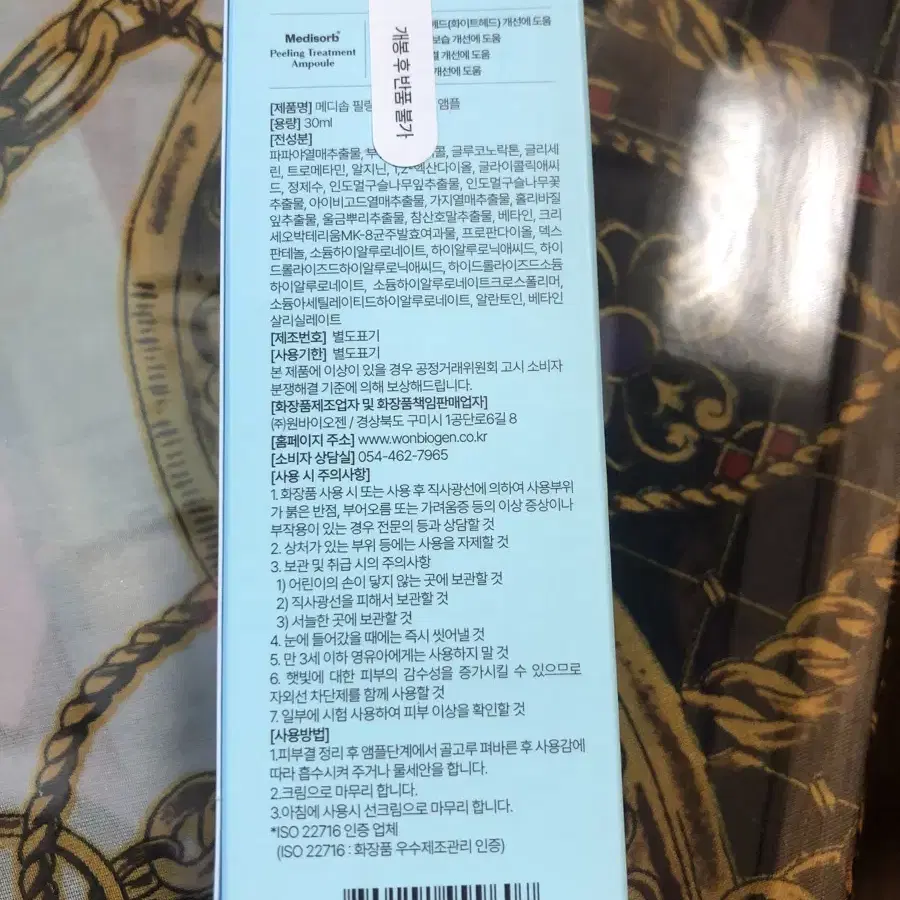 Medisorb®
Peeling Treatment
Ampoule
헤드(화이트헤드) 개선에 도움
보습 개선에 도움
결 개선에 도움
개선에 도움
개봉 후 반품 불가
[제품명] 메디솝 필링 앰플
[용량] 30ml
[전성분]
파파야열매추출물, 부 콜, 글루코노락톤, 글리세
린, 트로메타민, 알지닌, 1,2-헥산다이올, 글라이콜릭애씨
드, 정제수, 인도멀구슬나무잎추출물, 인도멀구슬나무꽃
추출물, 아이비고드열매추출물, 가지열매추출물, 홀리바질
잎추출물, 울금뿌리추출물, 참산호말추출물, 베타인, 크리
세오박테리움MK-8균주발효여과물, 프로판다이올, 덱스
판테놀, 소듐하이알루로네이트, 하이알루로닉애씨드, 하이
드롤라이즈드하이알루로닉애씨드, 하이드롤라이즈드소듐
하이알루로네이트, 소듐하이알루로네이트크로스폴리머,
소듐아세틸레이티드하이알루로네이트, 알란토인, 베타인
살리실레이트
[제조번호] 별도표기
[사용기한] 별도표기
본 제품에 이상이 있을 경우 공정거래위원회 고시 소비자
분쟁해결 기준에 의해 보상해드립니다.
[화장품제조업자 및 화장품책임판매업자]
㈜원바이오젠 / 경상북도 구미시 1공단로6길 8
[홈페이지 주소] www.wonbiogen.co.kr
[소비자 상담실] 054-462-7965
[사용 시 주의사항]
1. 화장품 사용 시 또는 사용 후 직사광선에 의하여 사용부위
가 붉은 반점, 부어오름 또는 가려움증 등의 이상 증상이나
부작용이 있는 경우 전문의 등과 상담할 것
2. 상처가 있는 부위 등에는 사용을 자제할 것
3. 보관 및 취급 시의 주의사항
1) 어린이의 손이 닿지 않는 곳에 보관할 것
2) 직사광선을 피해서 보관할 것
3) 서늘한 곳에 보관할 것
4. 눈에 들어갔을 때에는 즉시 씻어낼 것
5. 만 3세 이하 영유아에게는 사용하지 말 것
6. 햇빛에 대한 피부의 감수성을 증가시킬 수 있으므로
자외선 차단제를 함께 사용할 것
7. 일부에 시험 사용하여 피부 이상을 확인할 것
[사용방법]
1.피부결 정리 후 앰플단계에서 골고루 펴바른 후 사용감에
따라 흡수시켜 주거나 물세안을 합니다.
2.크림으로 마무리 합니다.
3.아침에 사용시 선크림으로 마무리 합니다.
*ISO 22716 인증 업체
(ISO 22716 : 화장품 우수제조관리 인증)